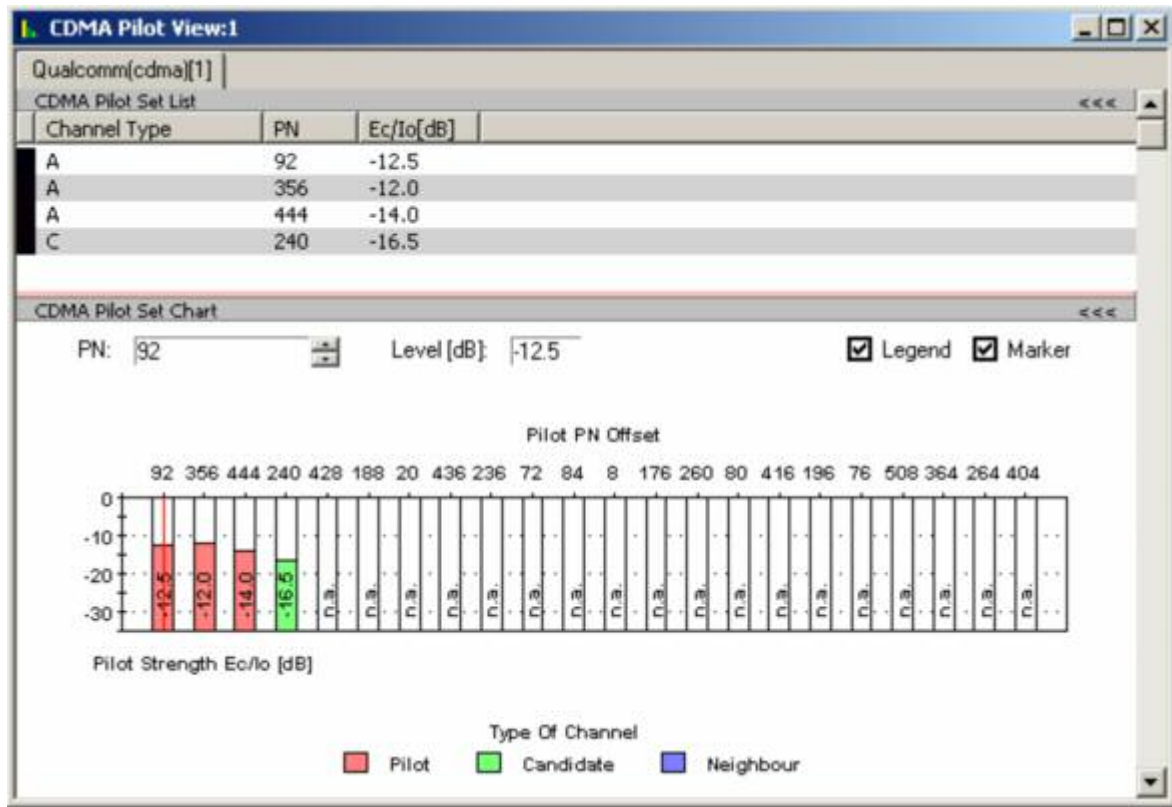 CDMA Pilot View:1
Qualcomm(cdma)[1]
CDMA Pilot Set List <<<
Channel Type PN Ec/Io[dB]
A 92 -12.5
A 356 -12.0
A 444 -14.0
C 240 -16.5
CDMA Pilot Set Chart <<<
PN: 92 Level [dB]: -12.5 Legend Marker
Pilot PN Offset
92 356 444 240 428 188 20 436 236 72 84 8 176 260 80 416 196 76 508 364 264 404
0
-10
-20
-30
-12.5 -12.0 -14.0 -16.5 n.a. n.a. n.a. n.a. n.a. n.a. n.a. n.a. n.a. n.a. n.a. n.a. n.a. n.a. n.a. n.a. n.a. n.a.
Pilot Strength Ec/Io [dB]
Type Of Channel
Pilot Candidate Neighbour